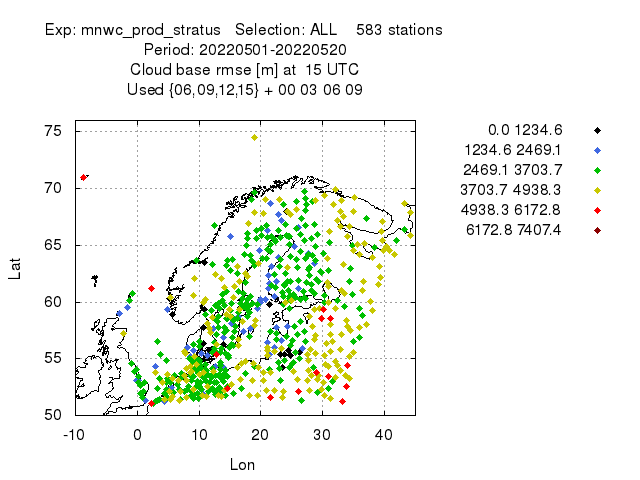 Exp: mnwc_prod_stratus   Selection: ALL    583 stations
Period: 20220501-20220520
Cloud base rmse [m] at  15 UTC
Used {06,09,12,15} + 00 03 06 09
0.0 1234.6
1234.6 2469.1
2469.1 3703.7
3703.7 4938.3
4938.3 6172.8
6172.8 7407.4
75
70
65
60
55
50
Lat
-10 0 10 20 30 40
Lon